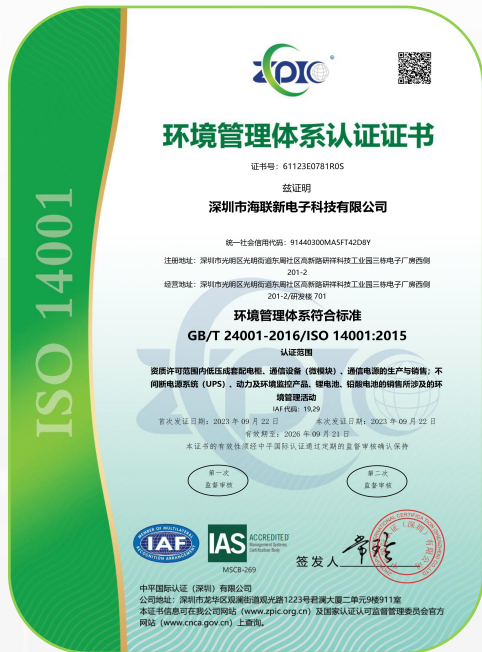 ZPIC
®
环境管理体系认证证书
证书号：61123E0781R0S
兹证明
深圳市海联新电子科技有限公司
统一社会信用代码：91440300MA5FT42D8Y
注册地址：深圳市光明区光明街道东周社区高新路研祥科技工业园三栋电子厂房西侧
201-2
经营地址：深圳市光明区光明街道东周社区高新路研祥科技工业园三栋电子厂房西侧
201-2/研发楼 701
环境管理体系符合标准
GB/T 24001-2016/ISO 14001:2015
认证范围
资质许可范围内低压成套配电柜、通信设备（微模块）、通信电源的生产与销售；不
间断电源系统（UPS）、动力及环境监控产品、锂电池、铅酸电池的销售所涉及的环
境管理活动
IAF 代码：19,29
首次发证日期：2023 年 09 月 22 日 本次发证日期：2023 年 09 月 22 日
有效期至：2026 年 09 月 21 日
本证书的有效性须经中平国际认证通过定期的监督审核确认保持
第一次
监督审核
第二次
监督审核
ISO 14001
MEMBER OF MULTILATERAL
IAF
RECOGNITION ARRANGEMENT
IAS
ACCREDITED
Management Systems
Certification Body
MSCB-269
签发人
中平国际认证（深圳）有限公司
公司地址：深圳市龙华区观澜街道观光路1223号君澜大厦二单元9楼911室
本证书信息可在我公司网站（www.zpic.org.cn）及国家认证认可监督管理委员会官方
网站（www.cnca.gov.cn）上查询。